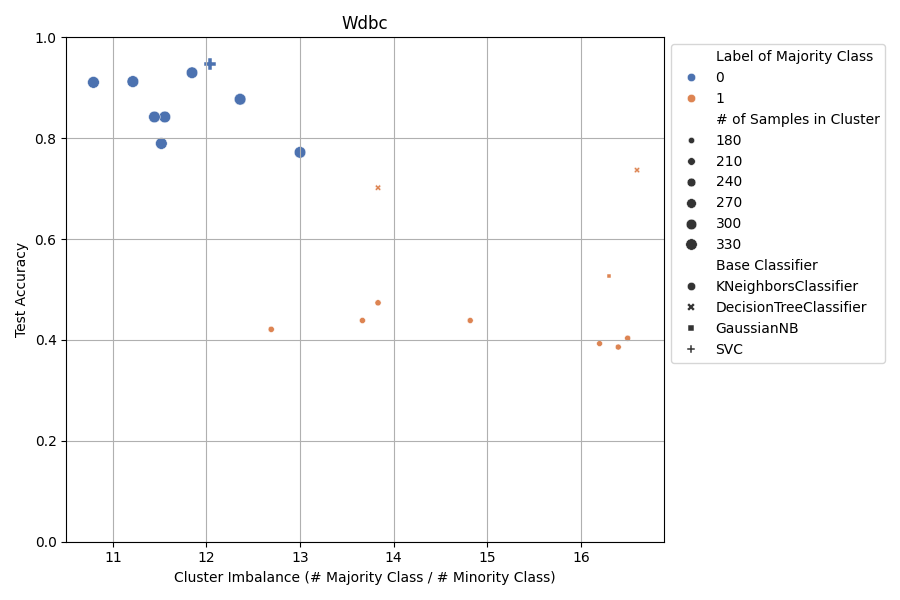 Wdbc
1.0
0.8
0.6
0.4
0.2
0.0
Test Accuracy
11 12 13 14 15 16
Cluster Imbalance (# Majority Class / # Minority Class)
Label of Majority Class
0
1
# of Samples in Cluster
180
210
240
270
300
330
Base Classifier
KNeighborsClassifier
DecisionTreeClassifier
GaussianNB
SVC